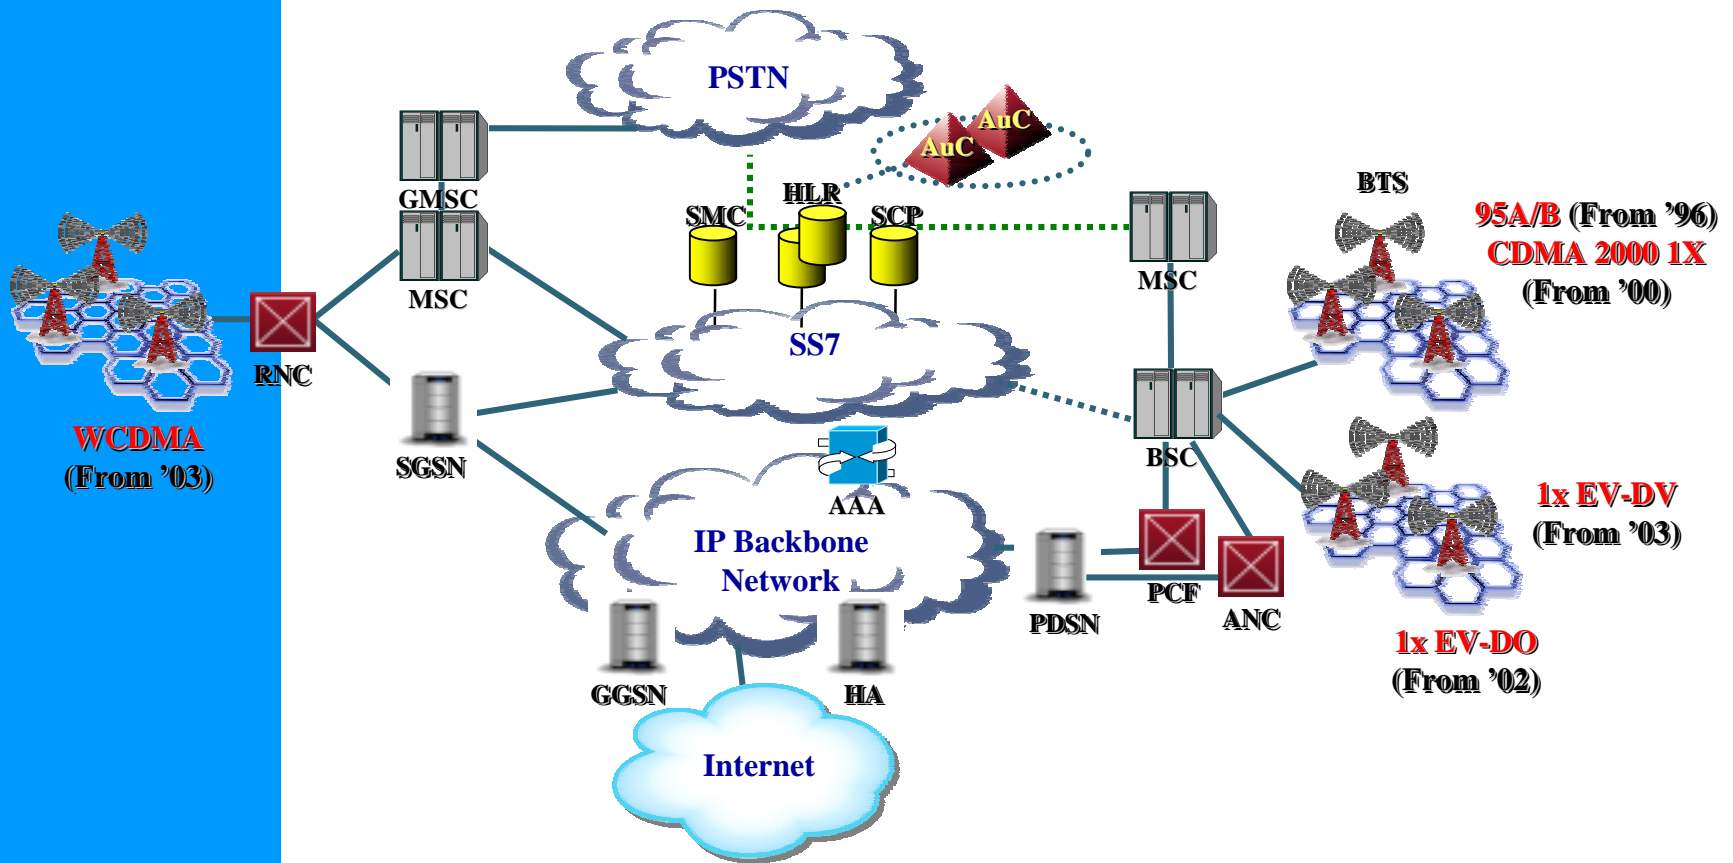 PSTN
AuC
AuC
GMSC
HLR
SMC
SCP
BTS
95A/B (From ’96)
CDMA 2000 1X
(From ’00)
MSC
MSC
SS7
RNC
WCDMA
(From ’03)
SGSN
BSC
AAA
1x EV-DV
(From ’03)
IP Backbone
Network
PCF
ANC
PDSN
1x EV-DO
(From ’02)
GGSN
HA
Internet